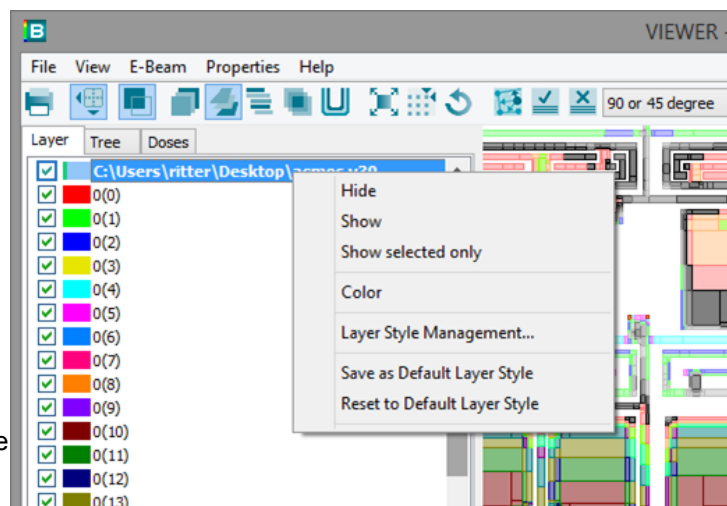 B
VIEWER -
File View E-Beam Properties Help
90 or 45 degree
Layer Tree Doses
C:\Users\ritter\Desktop\
0(0)
Hide
0(1)
Show
0(2)
Show selected only
0(3)
0(4)
Color
0(5)
0(6)
Layer Style Management...
0(7)
Save as Default Layer Style
0(8)
Reset to Default Layer Style
0(9)
e
0(10)
0(11)
0(12)
0(13)